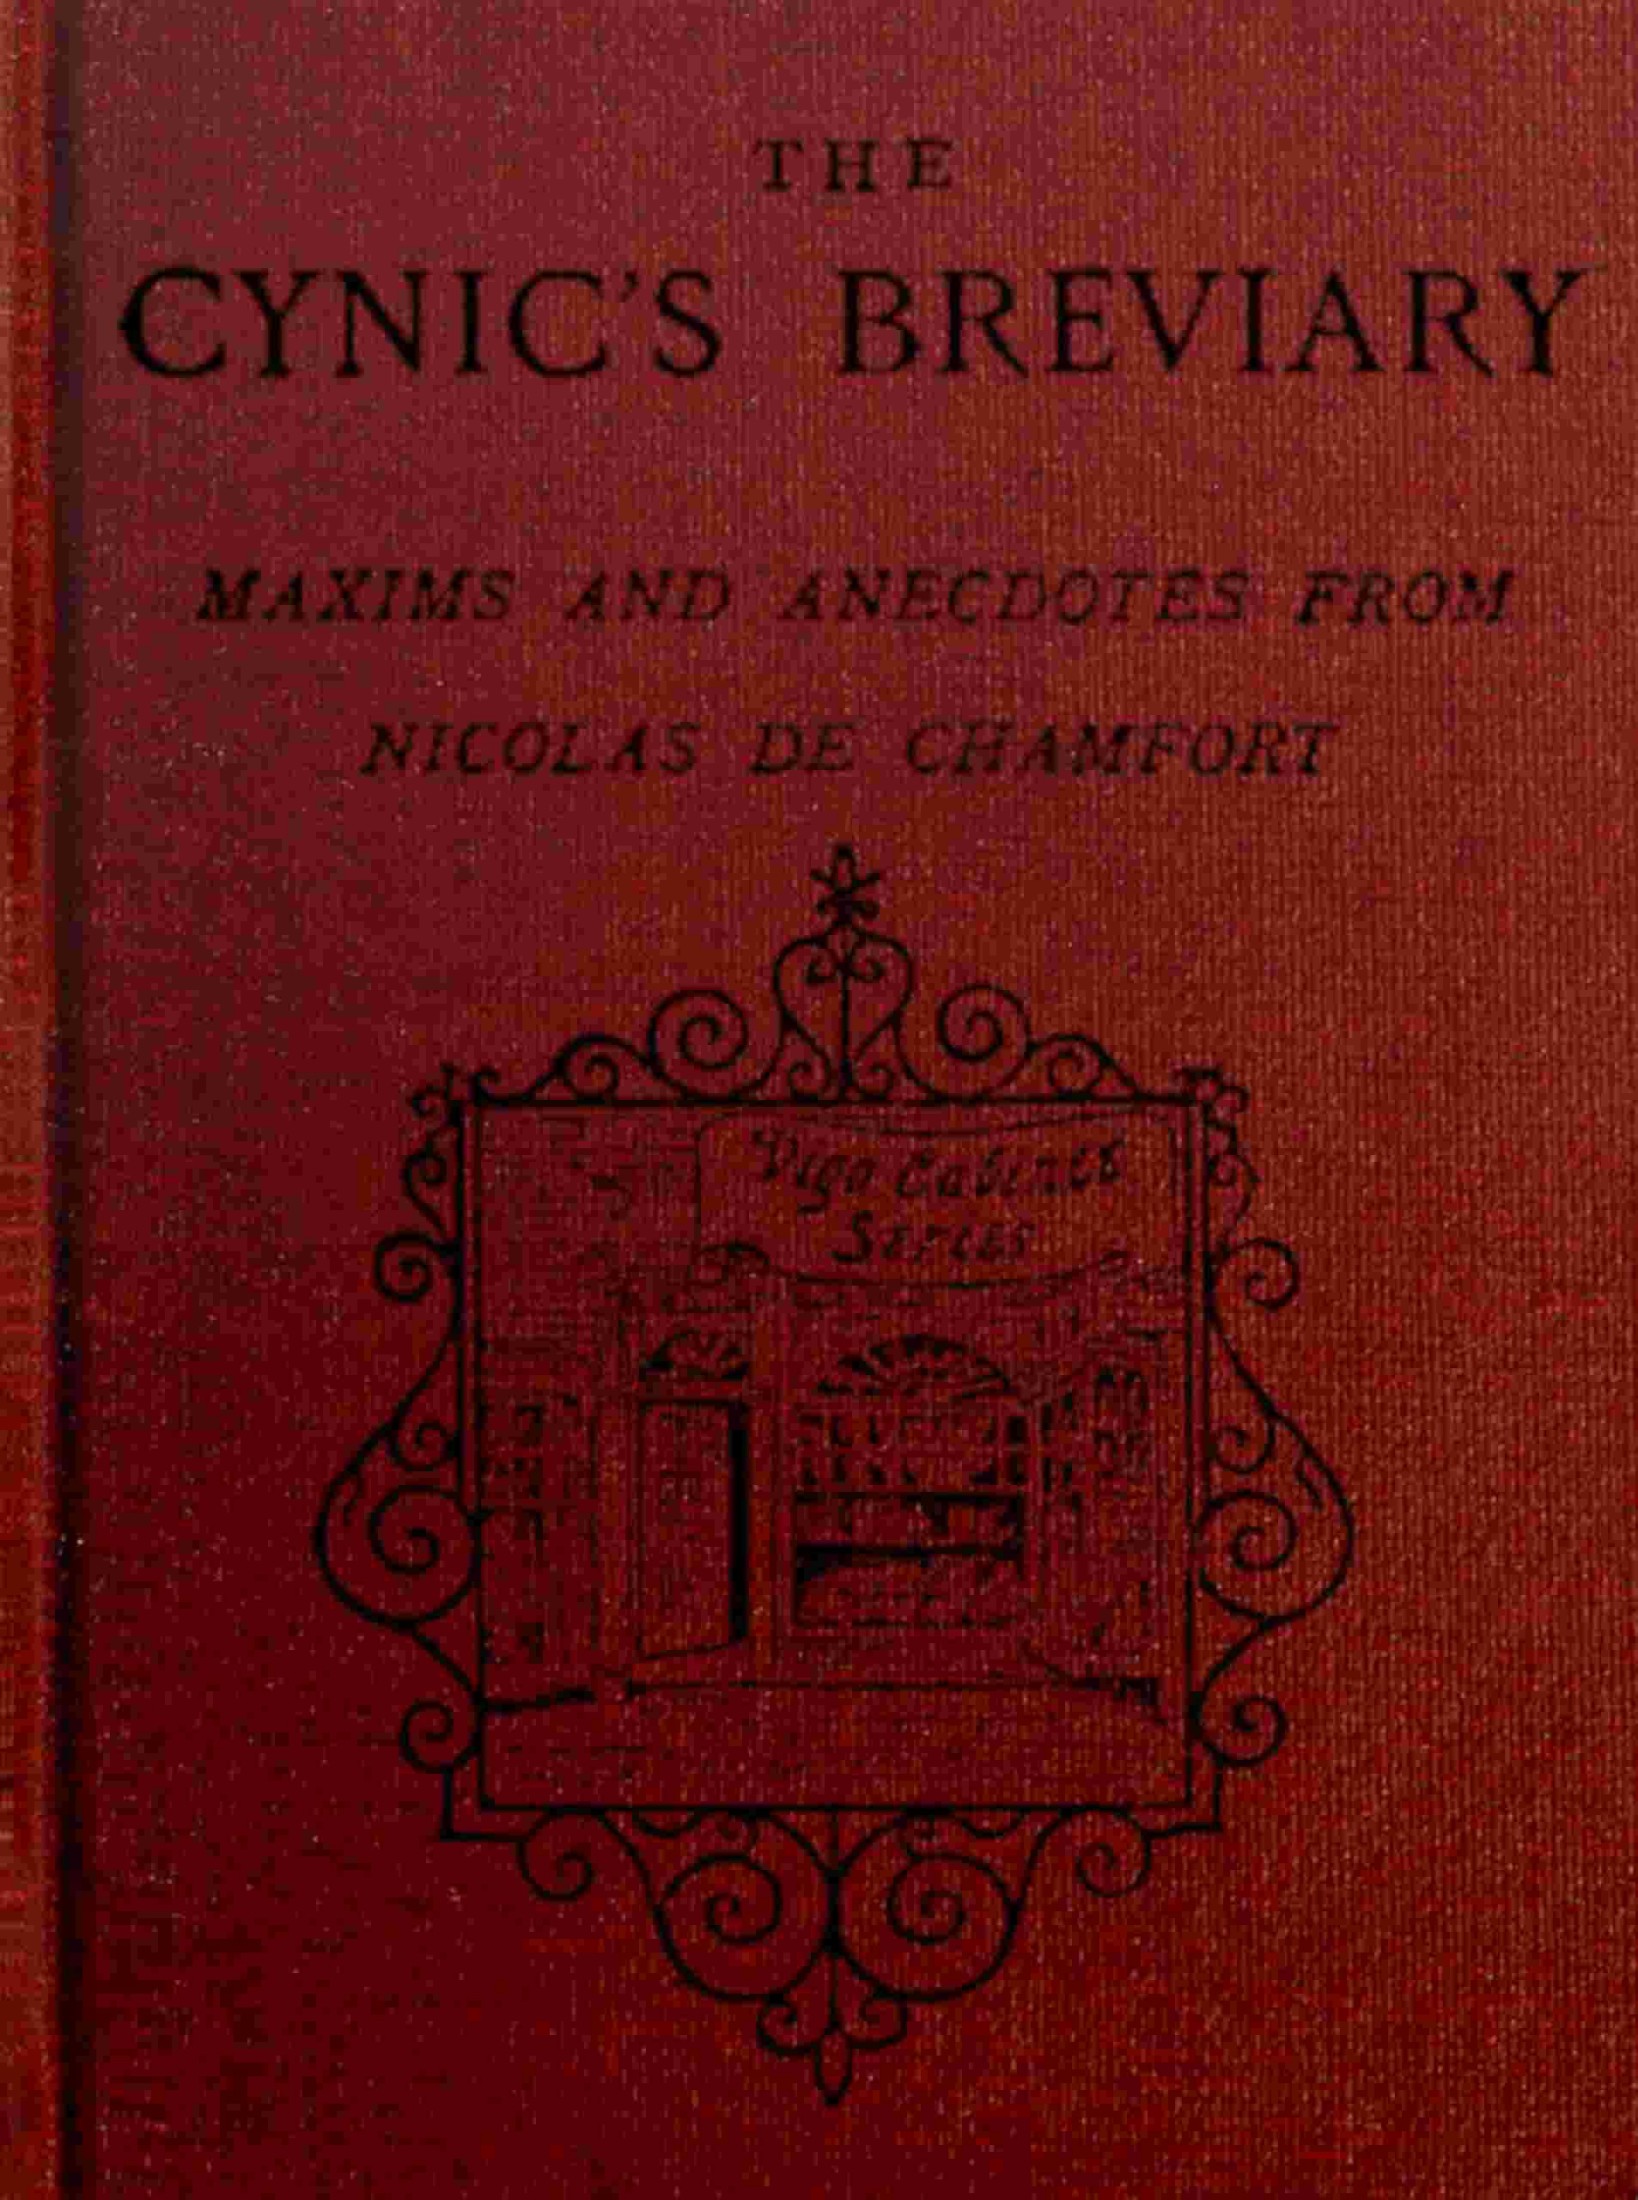 THE
CYNIC'S BREVIARY
MAXIMS AND ANECDOTES FROM
NICOLAS DE CHAMFORT
Vigo Cabinet
Series